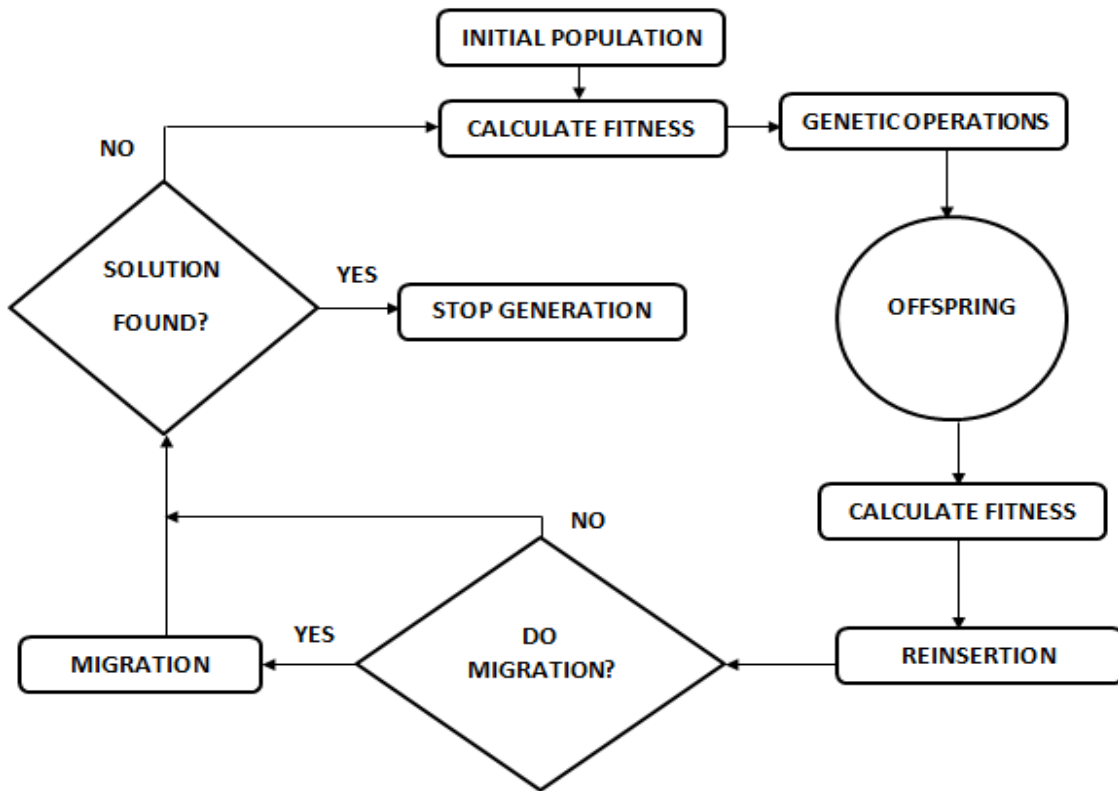 INITIAL POPULATION
CALCULATE FITNESS
GENETIC OPERATIONS
NO
SOLUTION
FOUND?
YES
STOP GENERATION
OFFSPRING
CALCULATE FITNESS
NO
YES
DO
MIGRATION?
MIGRATION
REINSERTION